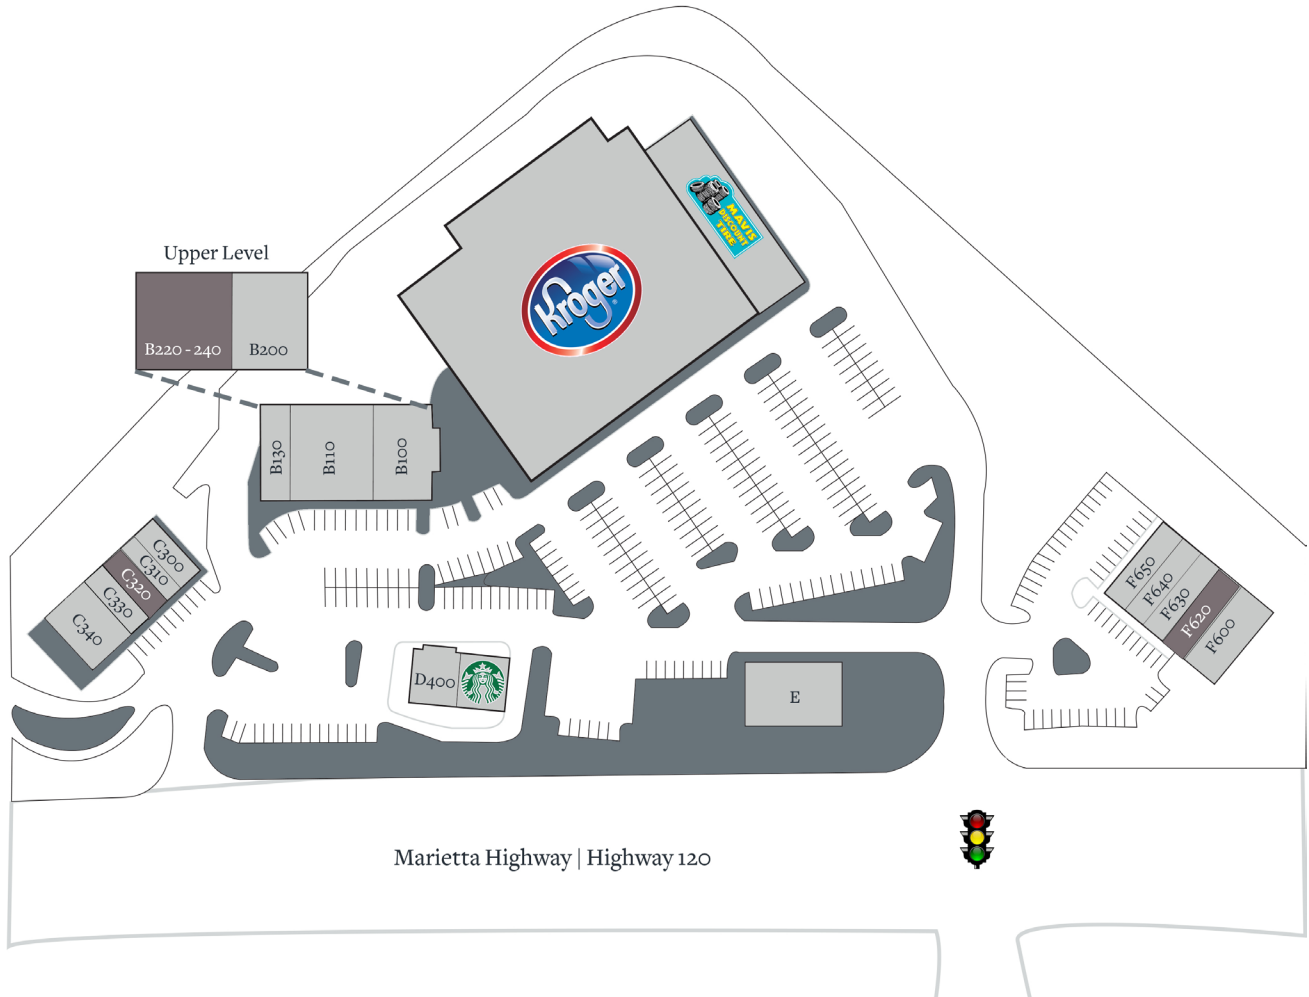 MAVIS
DISCOUNT
TIRE
Kroger
Upper Level
B220 - 240
B200
B130
B110
B100
C300
C310
C320
C330
C340
F650
F640
F630
F620
F600
D400
E
Marietta Highway | Highway 120